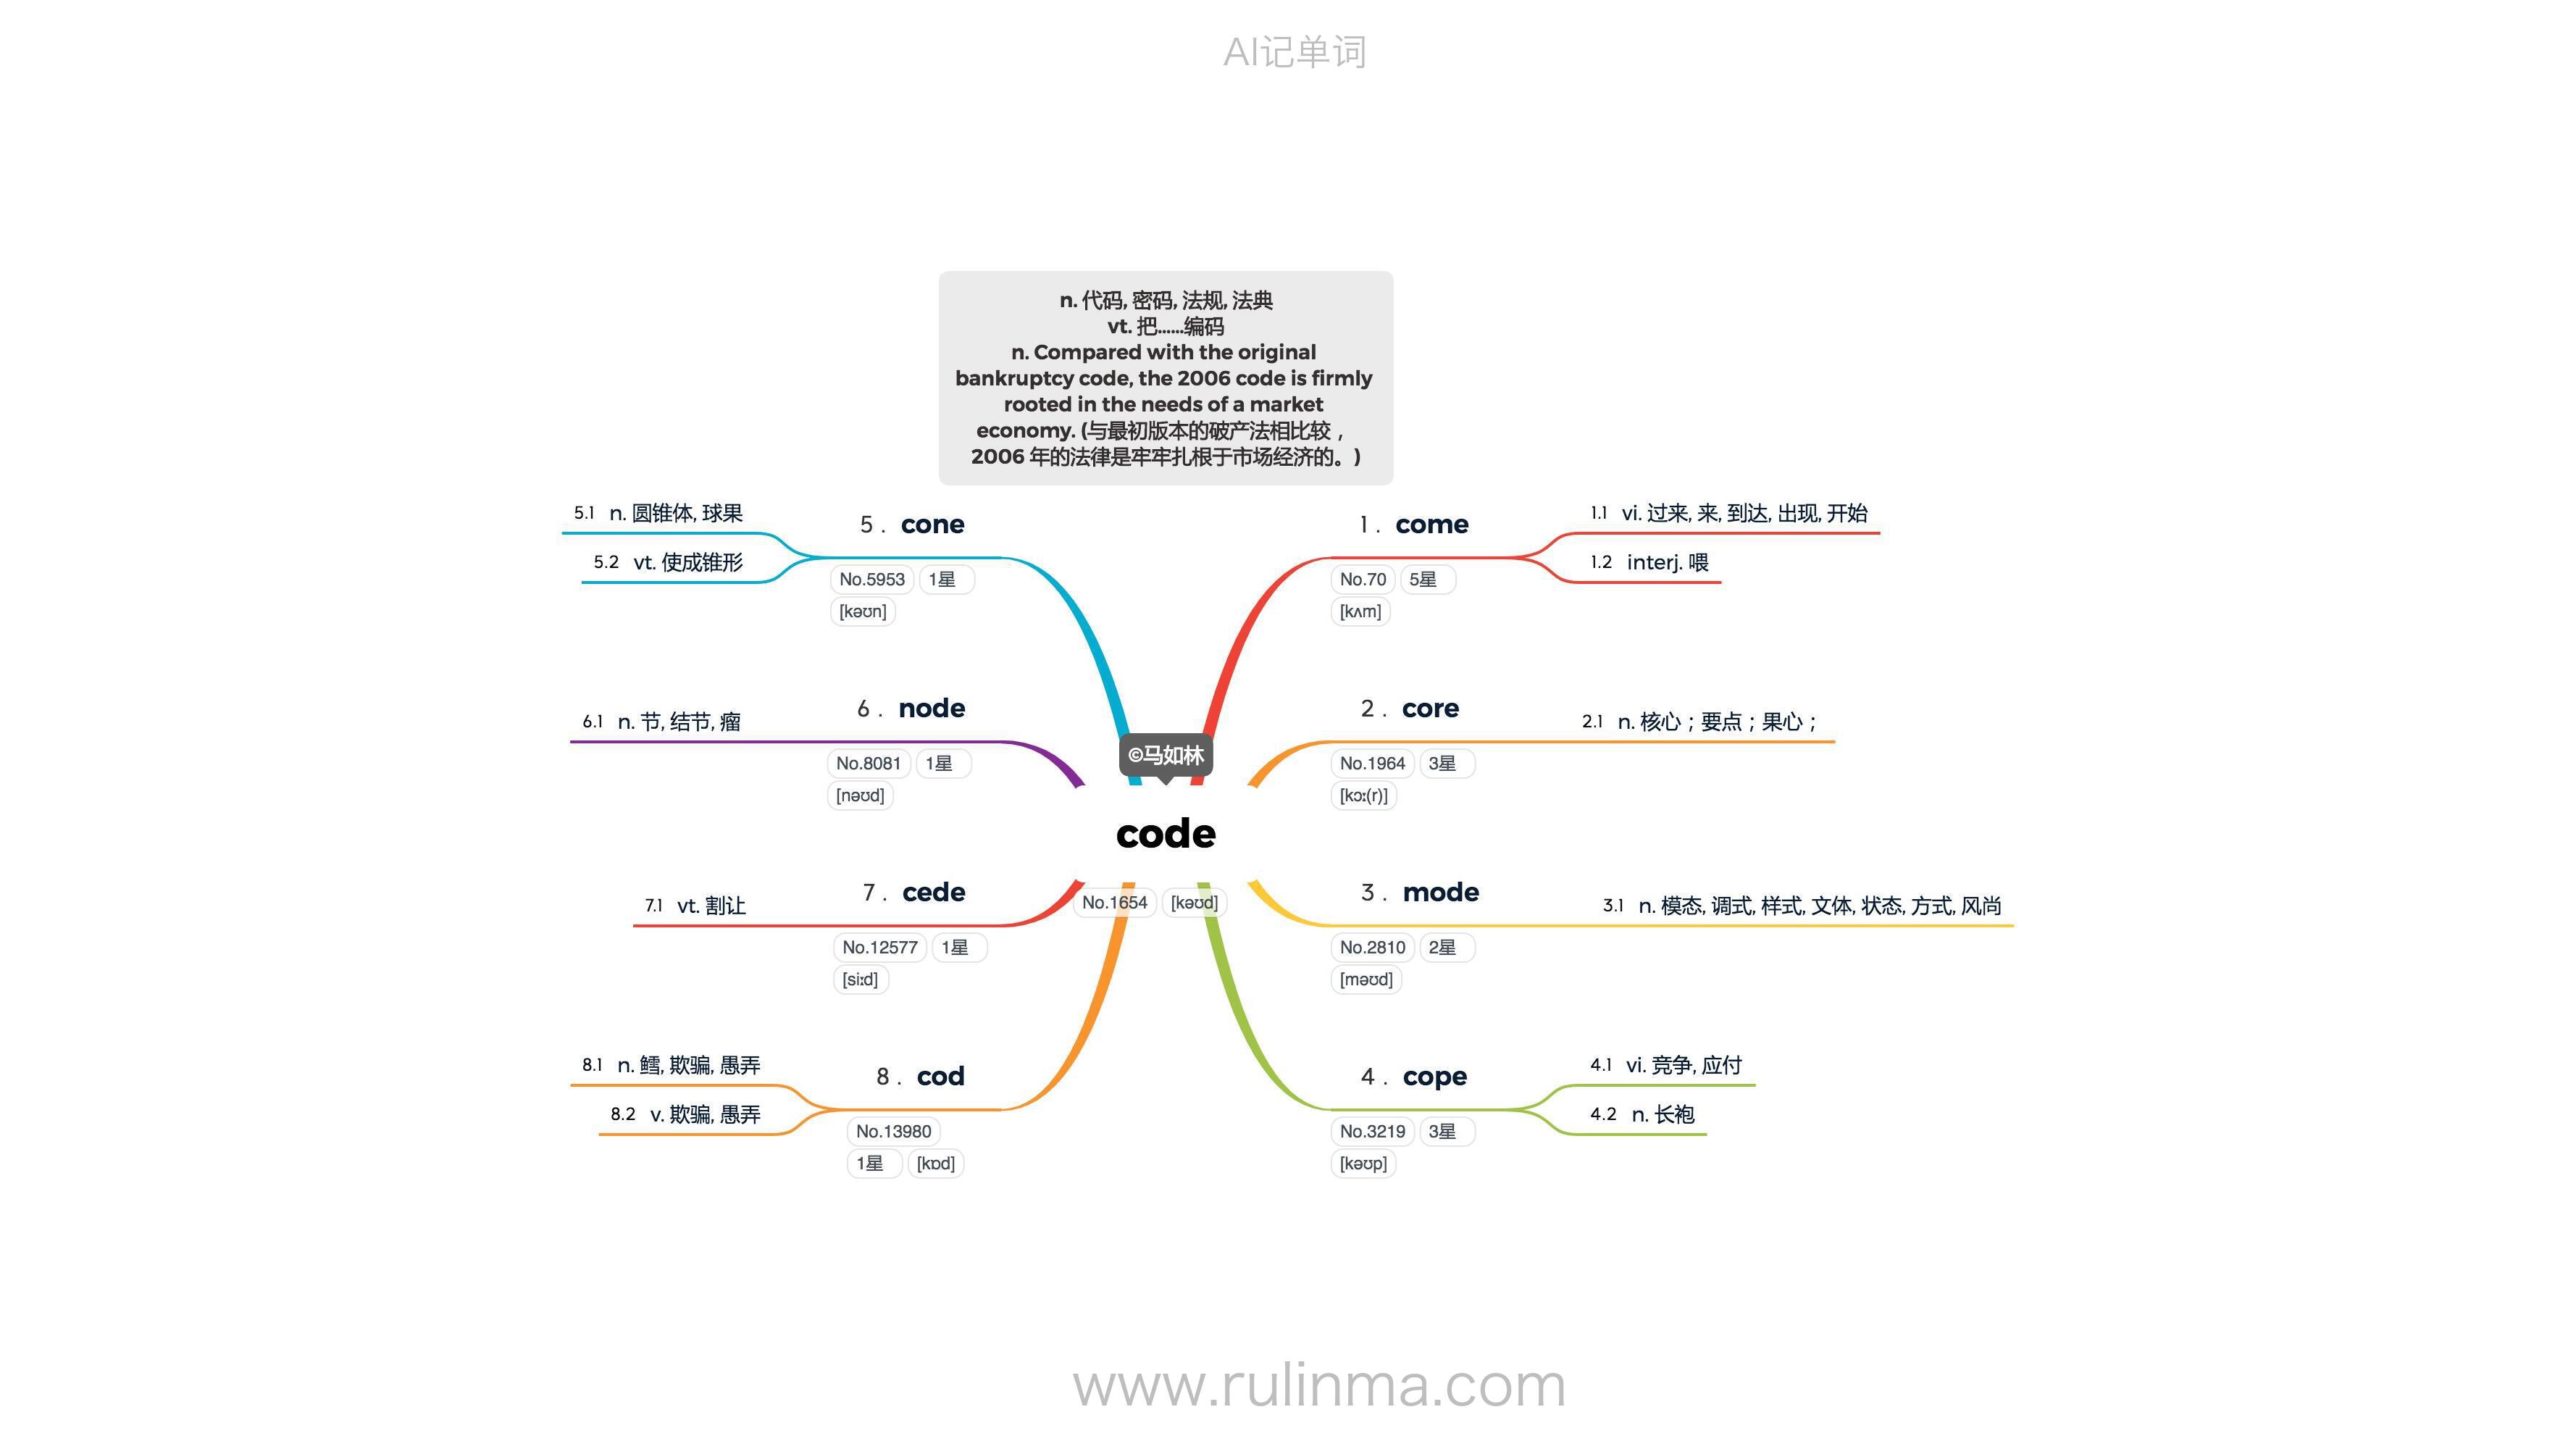 AI记单词
n. 代码, 密码, 法规, 法典
vt. 把......编码
n. Compared with the original
bankruptcy code, the 2006 code is firmly
rooted in the needs of a market
economy. (与最初版本的破产法相比较，
2006 年的法律是牢牢扎根于市场经济的。)
©马如林
code
No.1654 [kəʊd]
1 . come
No.70 5星
[kʌm]
1.1 vi. 过来, 来, 到达, 出现, 开始
1.2 interj. 喂
2 . core
No.1964 3星
[kɔː(r)]
2.1 n. 核心；要点；果心；
3 . mode
No.2810 2星
[məʊd]
3.1 n. 模态, 调式, 样式, 文体, 状态, 方式, 风尚
4 . cope
No.3219 3星
[kəʊp]
4.1 vi. 竞争, 应付
4.2 n. 长袍
5 . cone
No.5953 1星
[kəʊn]
5.1 n. 圆锥体, 球果
5.2 vt. 使成锥形
6 . node
No.8081 1星
[nəʊd]
6.1 n. 节, 结节, 瘤
7 . cede
No.12577 1星
[siːd]
7.1 vt. 割让
8 . cod
No.13980
1星 [kɒd]
8.1 n. 鳕, 欺骗, 愚弄
8.2 v. 欺骗, 愚弄
www.rulinma.com